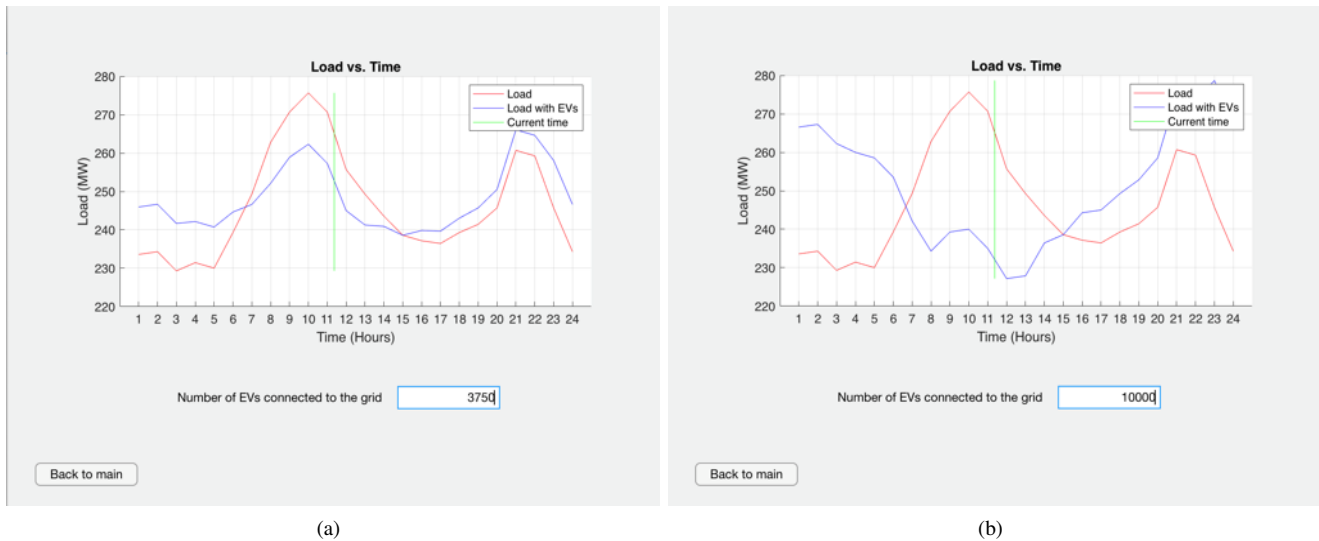 Load vs. Time
280
270
260
250
240
230
220
Load (MW)
Load
Load with EVs
Current time
1 2 3 4 5 6 7 8 9 10 11 12 13 14 15 16 17 18 19 20 21 22 23 24
Time (Hours)
Number of EVs connected to the grid 3750
Back to main
(a)
Load vs. Time
280
270
260
250
240
230
220
Load (MW)
Load
Load with EVs
Current time
1 2 3 4 5 6 7 8 9 10 11 12 13 14 15 16 17 18 19 20 21 22 23 24
Time (Hours)
Number of EVs connected to the grid 10000
Back to main
(b)